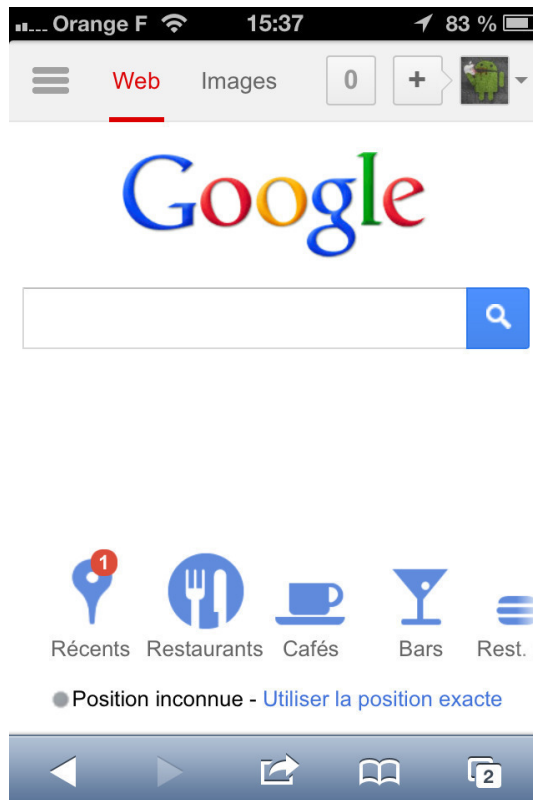 Orange F 15:37 83 %
Web Images 0 +
Google
1
Récents Restaurants Cafés Bars Rest.
Position inconnue - Utiliser la position exacte
2